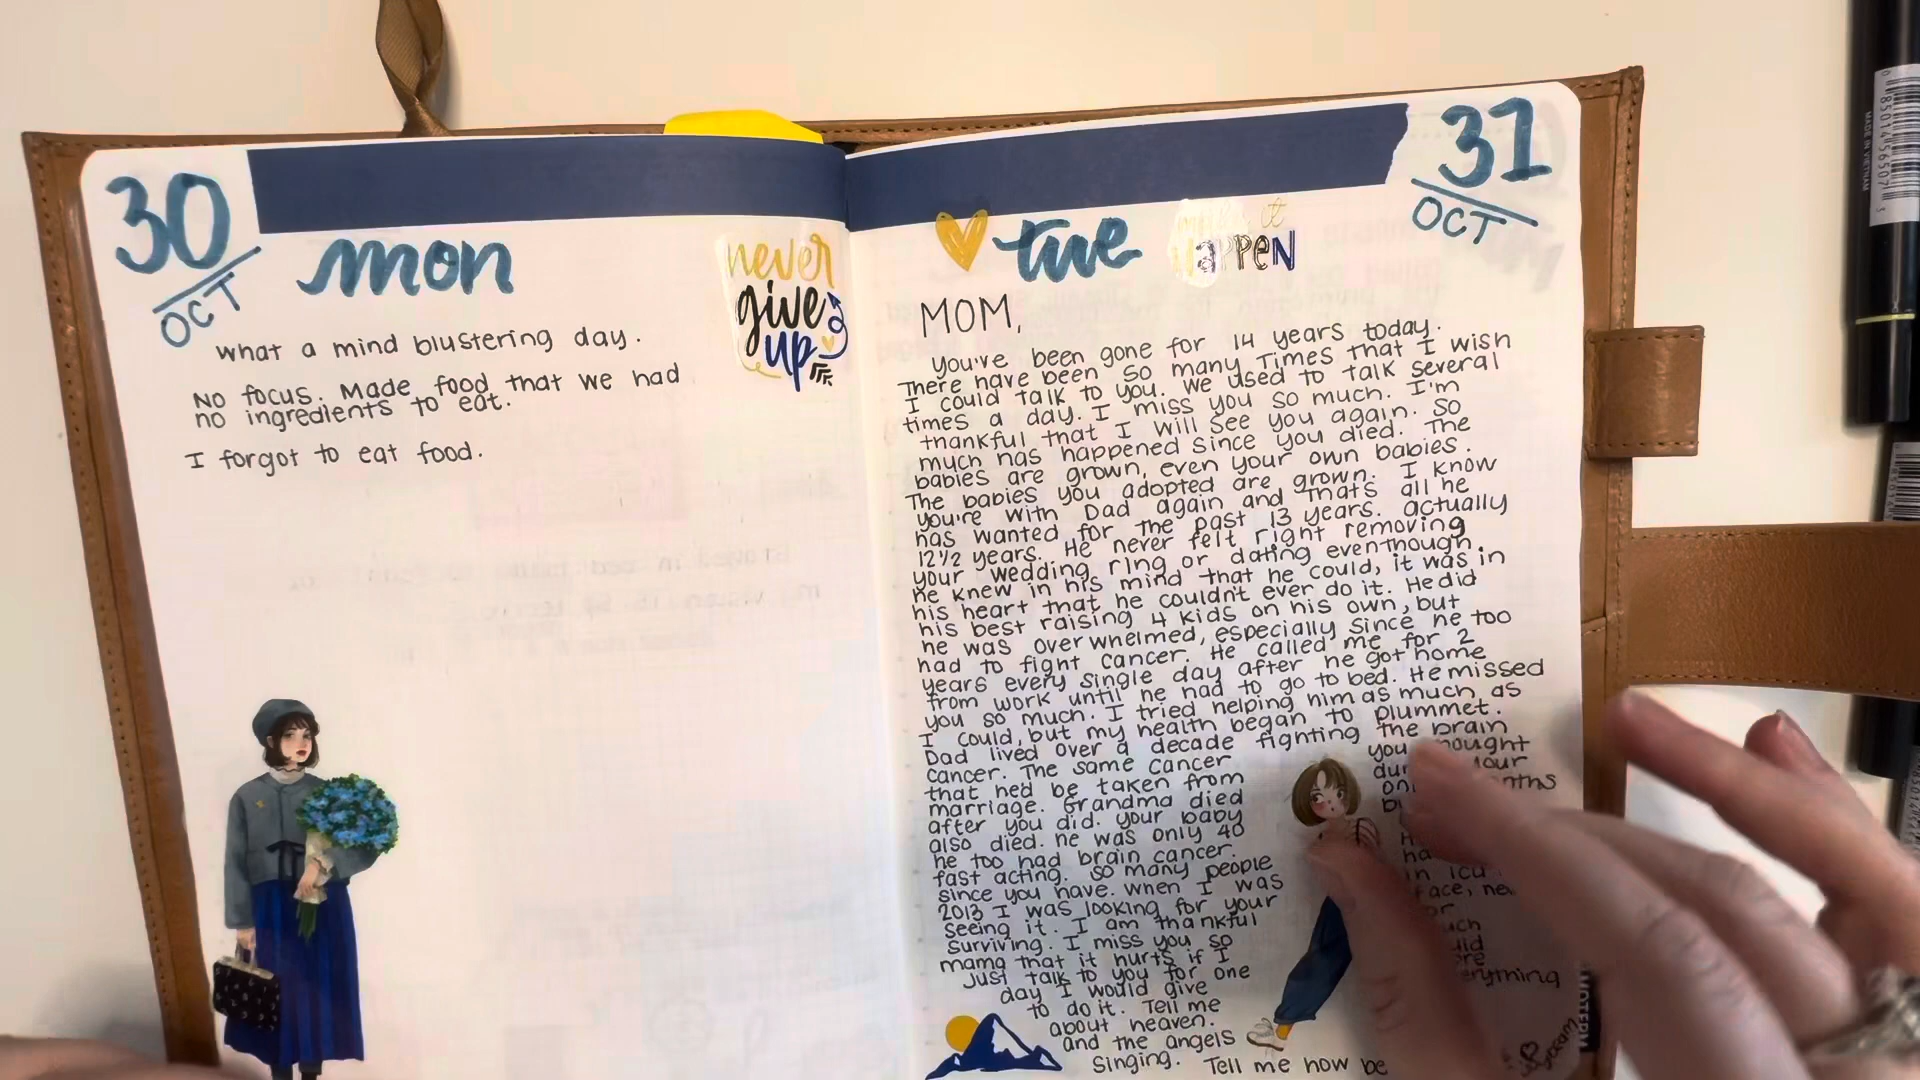 30
OCT
mon
never
give
up
What a mind blustering day.
No focus. Made food that we had
no ingredients to eat.
I forgot to eat food.
31
OCT
tue
make it
HAPPEN
MOM,
You've been gone for 14 years today.
There have been so many times that I wish
I could talk to you. We used to talk several
times a day. I miss you so much. I'm
thankful that I will see you again. So
much has happened since you died. The
babies are grown, even your own babies.
The babies you adopted are grown. I know
you're with Dad again and that's all he
has wanted for the past 13 years. actually
12½ years. He never felt right removing
your wedding ring or dating eventhough
he knew in his mind that he could, it was in
his heart that he couldn't ever do it. He did
his best raising 4 kids on his own, but
he was overwhelmed, especially since he too
had to fight cancer. He called me for 2
years every single day after he got home
from work until he had to go to bed. He missed
you so much. I tried helping him as much as
I could, but my health began to plummet.
Dad lived over a decade fighting the brain
cancer. The same cancer you
that he'd be taken from
marriage. Grandma died
after you did. Your baby
also died. he was only 40
he too had brain cancer.
fast acting. So many people
since you have. When I was
2013 I was looking for your
seeing it. I am thankful
surviving. I miss you so
mama that it hurts if I
just talk to you for one
day I would give erything
to do it. Tell me
about heaven.
and the angels
singing. Tell me how be
MADE IN VIETNAM